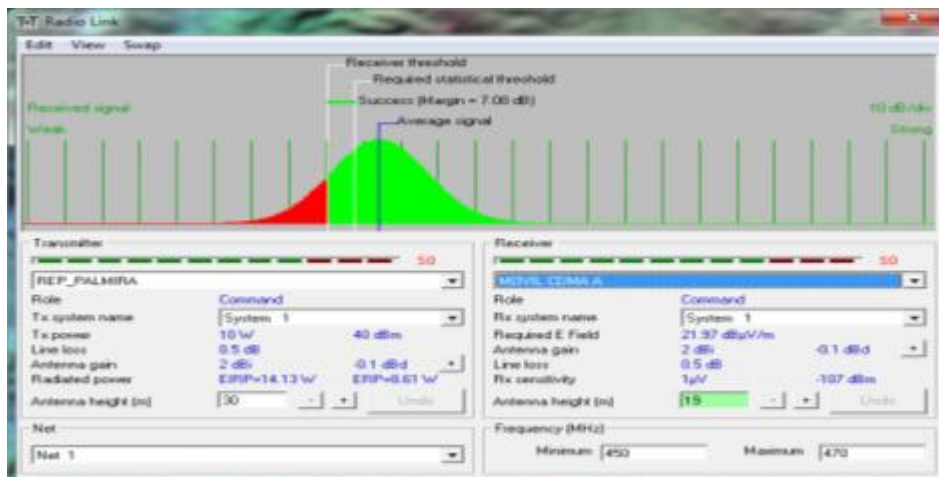 Radio Link
Edit View Swap
Receiver threshold
Required statistical threshold
Success (Margin = 7.08 dB)
Average signal
Received signal
10 dB/div
Weak
Strong
Transmitter
S0
REP_PALMIRA
Role Command
Tx system name System 1
Tx power 10 W 40 dBm
Line loss 0.5 dB
Antenna gain 2 dBi -0.1 dBd +
Radiated power EIRP=14.13 W ERP=8.61 W
Antenna height (m) 30 - + Undo
Net
Net 1
Receiver
S0
MOVIL CDMA A
Role Command
Rx system name System 1
Required E Field 21.97 dBµV/m
Antenna gain 2 dBi -0.1 dBd +
Line loss 0.5 dB
Rx sensitivity 1µV -107 dBm
Antenna height (m) 15 - + Undo
Frequency (MHz)
Minimum 450 Maximum 470